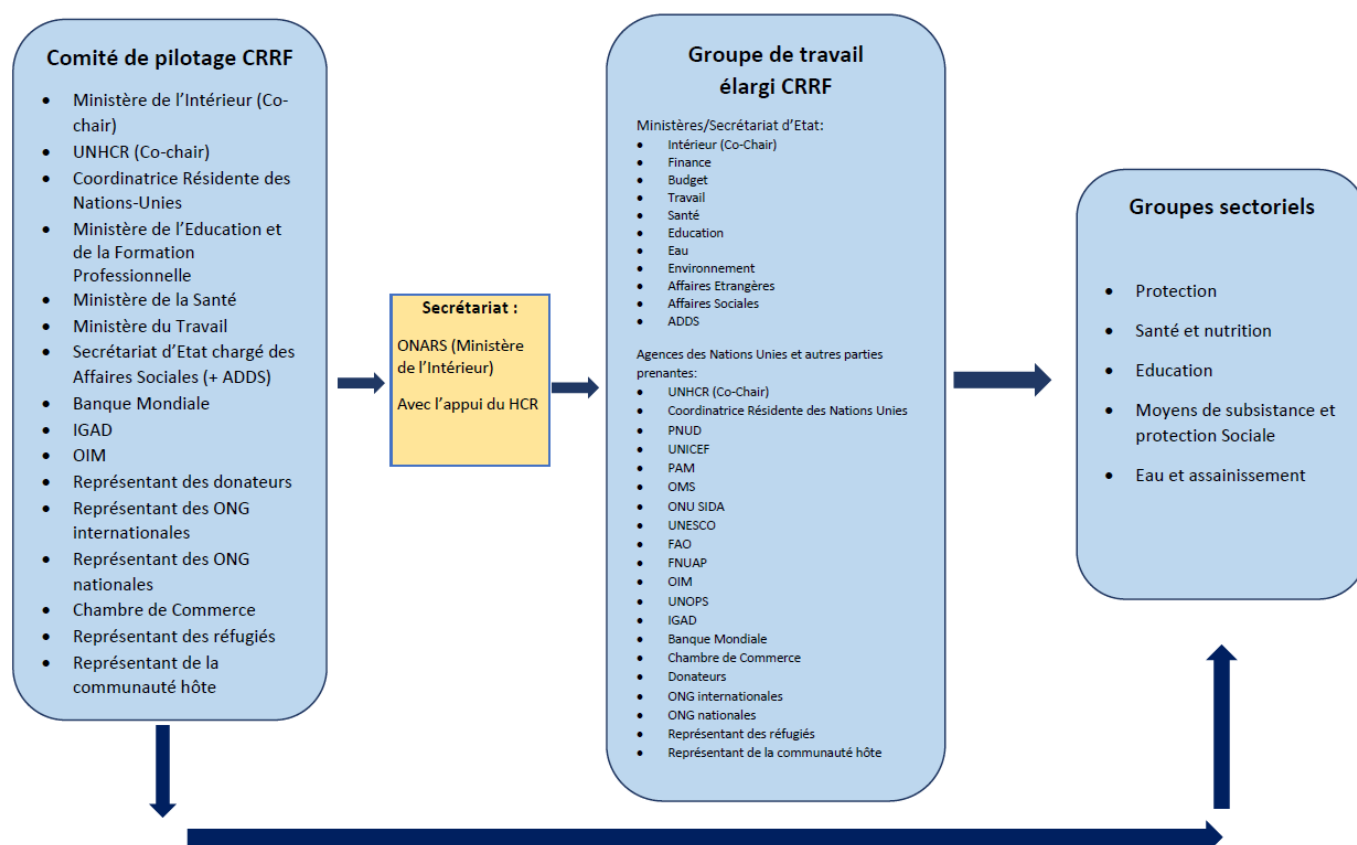 Comité de pilotage CRRF
• Ministère de l'Intérieur (Co-
chair)
• UNHCR (Co-chair)
• Coordinatrice Résidente des
Nations-Unies
• Ministère de l'Education et
de la Formation
Professionnelle
• Ministère de la Santé
• Ministère du Travail
• Secrétariat d'Etat chargé des
Affaires Sociales (+ ADDS)
• Banque Mondiale
• IGAD
• OIM
• Représentant des donateurs
• Représentant des ONG
internationales
• Représentant des ONG
nationales
• Chambre de Commerce
• Représentant des réfugiés
• Représentant de la
communauté hôte
Secrétariat :
ONARS (Ministère
de l'Intérieur)
Avec l'appui du HCR
Groupe de travail
élargi CRRF
Ministères/Secrétariat d'Etat:
• Intérieur (Co-Chair)
• Finance
• Budget
• Travail
• Santé
• Education
• Eau
• Environnement
• Affaires Etrangères
• Affaires Sociales
• ADDS
Agences des Nations Unies et autres parties
prenantes:
• UNHCR (Co-Chair)
• Coordinatrice Résidente des Nations Unies
• PNUD
• UNICEF
• PAM
• OMS
• ONU SIDA
• UNESCO
• FAO
• FNUAP
• OIM
• UNOPS
• IGAD
• Banque Mondiale
• Chambre de Commerce
• Donateurs
• ONG internationales
• ONG nationales
• Représentant des réfugiés
• Représentant de la communauté hôte
Groupes sectoriels
• Protection
• Santé et nutrition
• Education
• Moyens de subsistance et
protection Sociale
• Eau et assainissement